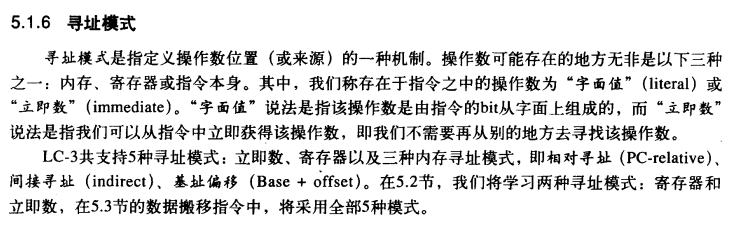 5.1.6 寻址模式
寻址模式是指定义操作数位置（或来源）的一种机制。操作数可能存在的地方无非是以下三种
之一：内存、寄存器或指令本身。其中，我们称存在于指令之中的操作数为“字面值”（literal）或
“立即数”（immediate）。“字面值”说法是指该操作数是由指令的bit从字面上组成的，而“立即数”
说法是指我们可以从指令中立即获得该操作数，即我们不需要再从别的地方去寻找该操作数。
LC-3共支持5种寻址模式：立即数、寄存器以及三种内存寻址模式，即相对寻址（PC-relative）、
间接寻址（indirect）、基址偏移（Base + offset）。在5.2节，我们将学习两种寻址模式：寄存器和
立即数，在5.3节的数据搬移指令中，将采用全部5种模式。